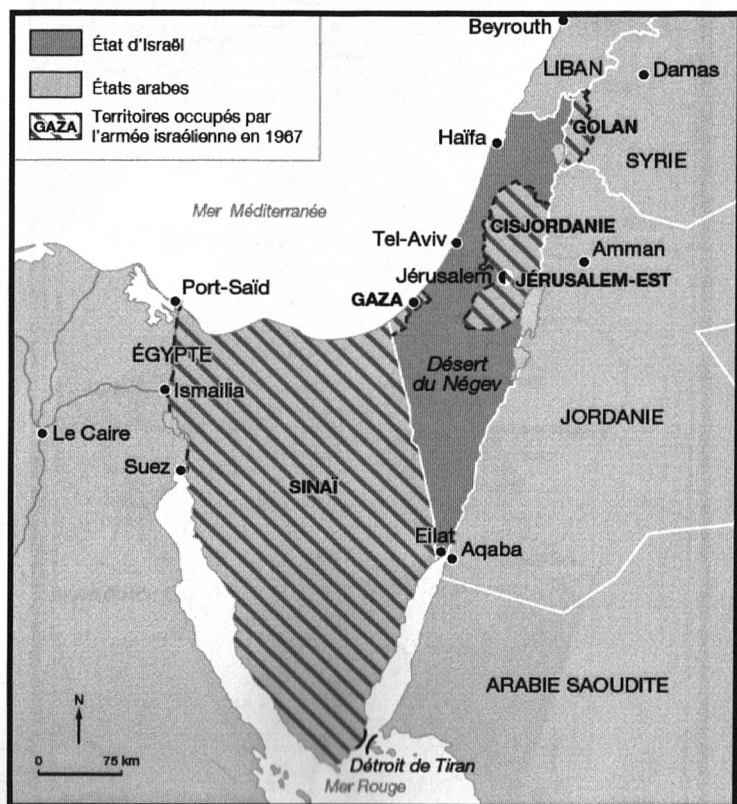 État d'Israël
États arabes
GAZA
Territoires occupés par
l'armée israélienne en 1967
Beyrouth
LIBAN
Damas
Haïfa
GOLAN
SYRIE
Mer Méditerranée
CISJORDANIE
Tel-Aviv
Amman
Jérusalem
JÉRUSALEM-EST
Port-Saïd
GAZA
ÉGYPTE
Désert
du Négev
Ismailia
JORDANIE
Le Caire
Suez
SINAÏ
Eilat
Aqaba
ARABIE SAOUDITE
N
0 75 km
Détroit de Tiran
Mer Rouge